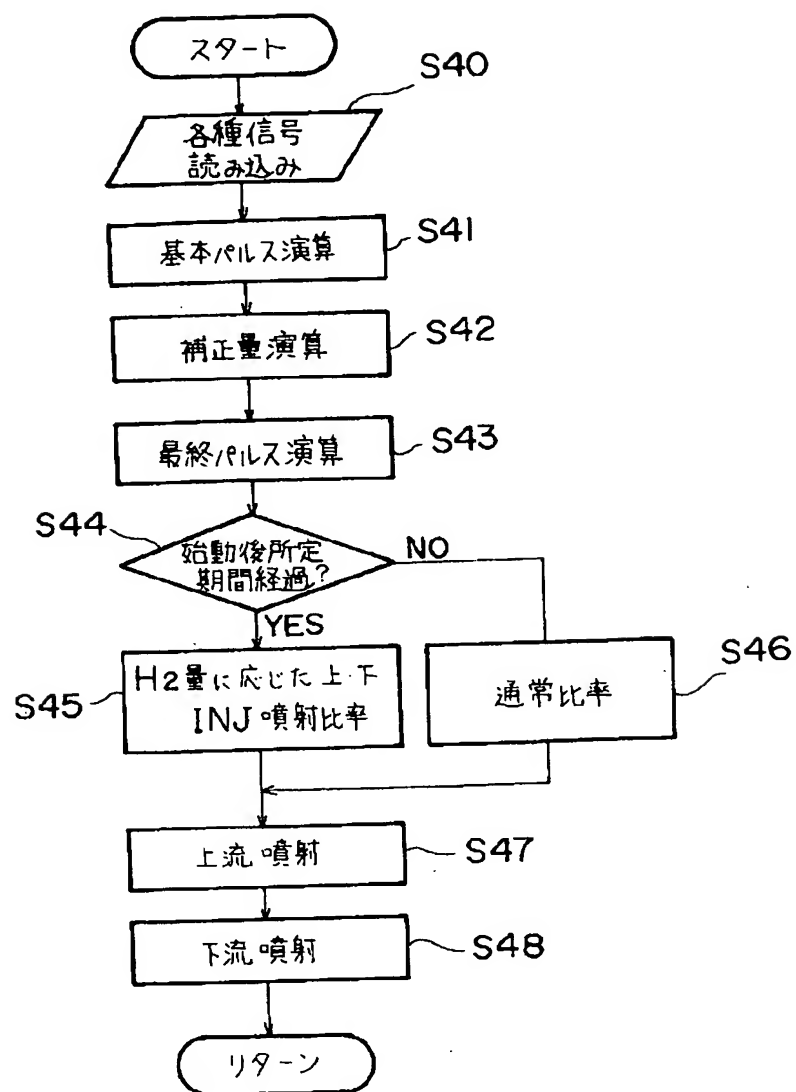 スタート
S40
各種信号
読み込み
基本パルス演算
S41
補正量演算
S42
最終パルス演算
S43
S44
始動後所定
期間経過?
NO
YES
S45
H2量に応じた上・下
INJ噴射比率
通常比率
S46
上流噴射
S47
下流噴射
S48
リターン